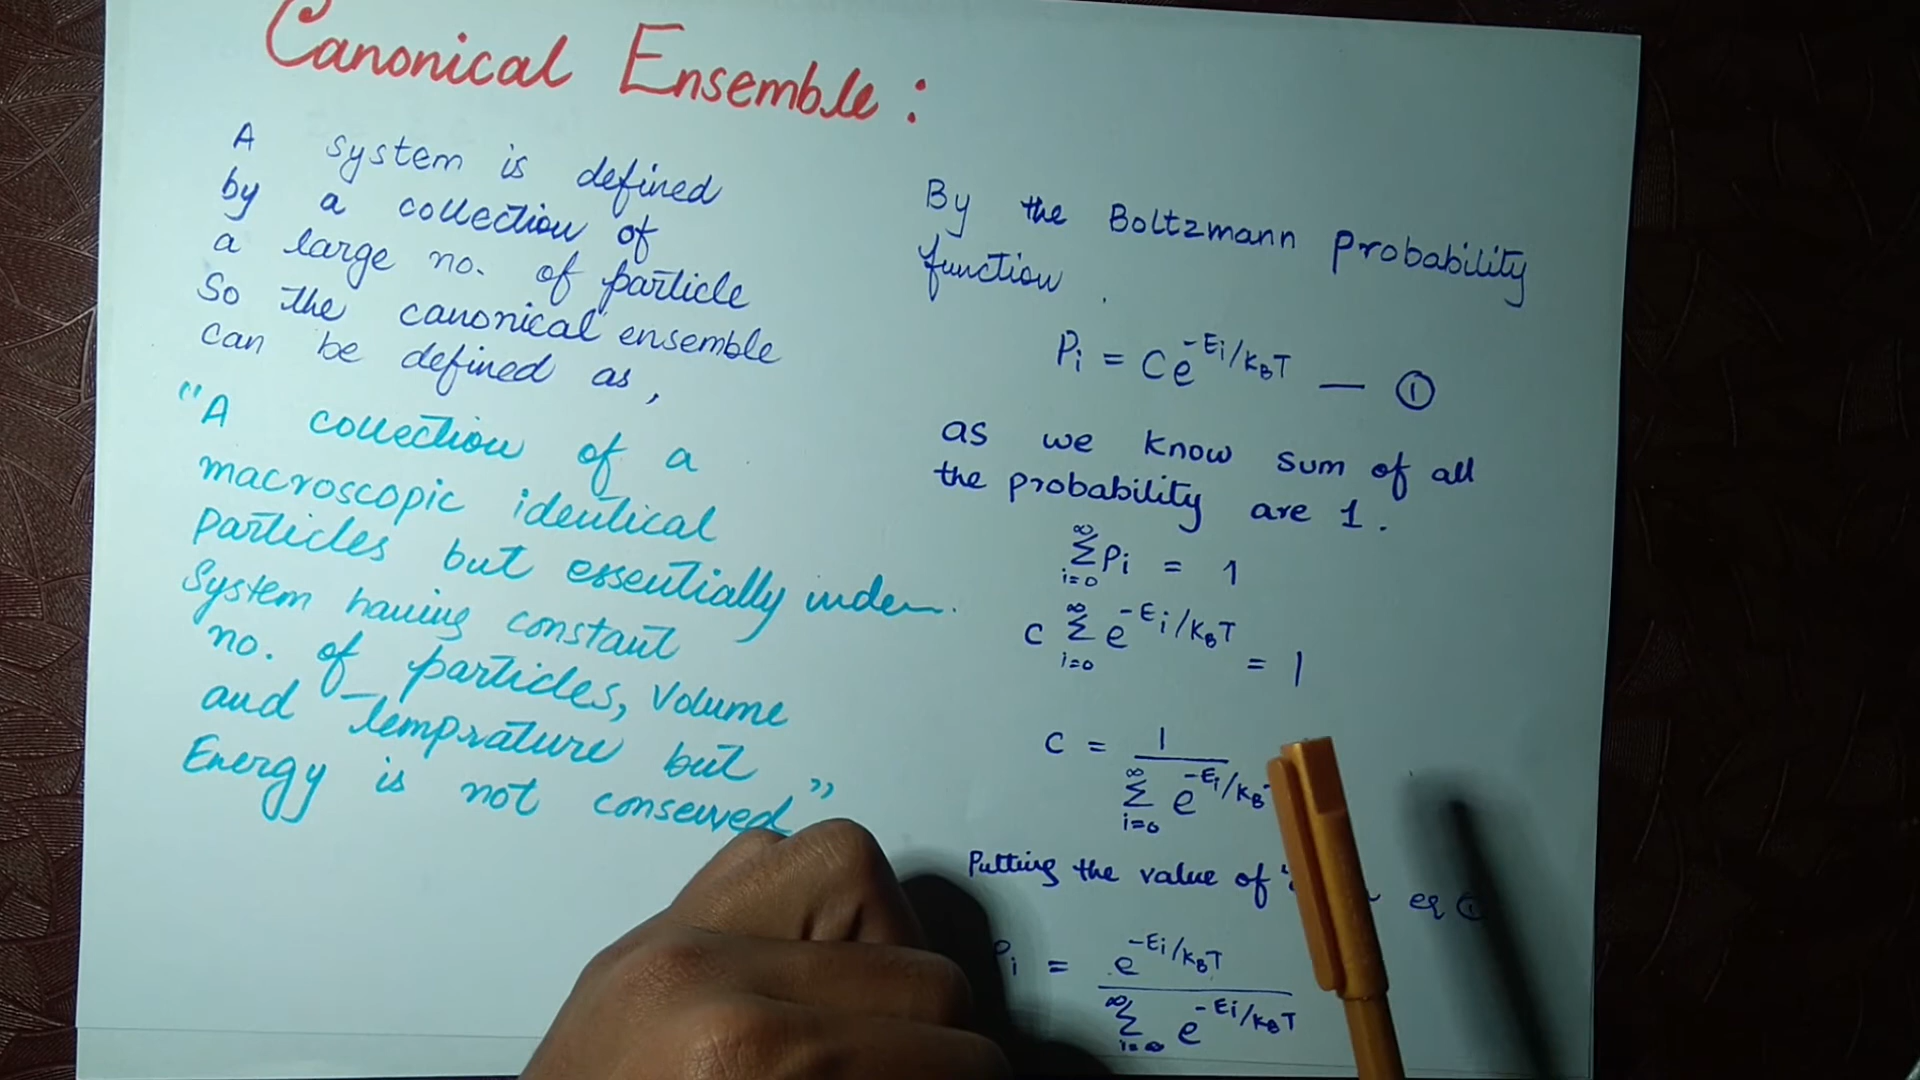 Canonical Ensemble :
A system is defined
by a collection of
a large no. of particle
So the canonical ensemble
can be defined as,
"A collection of a
macroscopic identical
Particles but essentially inden.
System having constant
no. of particles, volume
and temprature but
Energy is not conserved"
By the Boltzmann Probability
function.
Pi = Ce^-Ei/KBT — ①
as we know sum of all
the probability are 1.
∞∑i=0 Pi = 1
c ∞∑i=0 e^-Ei/KBT = 1
c = 1 / ∞∑i=0 e^-Ei/KB
Putting the value of eq ①
Pi = e^-Ei/KBT / ∞∑i=0 e^-Ei/KBT